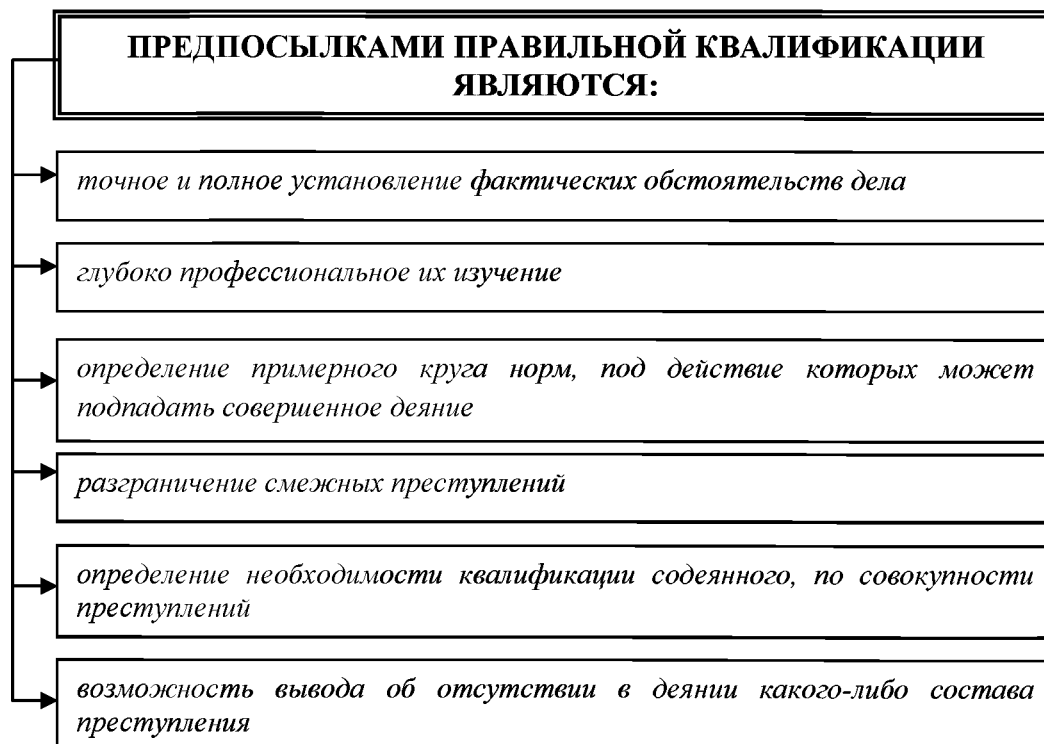 ПРЕДПОСЫЛКАМИ ПРАВИЛЬНОЙ КВАЛИФИКАЦИИ
ЯВЛЯЮТСЯ:
точное и полное установление фактических обстоятельств дела
глубоко профессиональное их изучение
определение примерного круга норм, под действие которых может
подпадать совершенное деяние
разграничение смежных преступлений
определение необходимости квалификации содеянного, по совокупности
преступлений
возможность вывода об отсутствии в деянии какого-либо состава
преступления